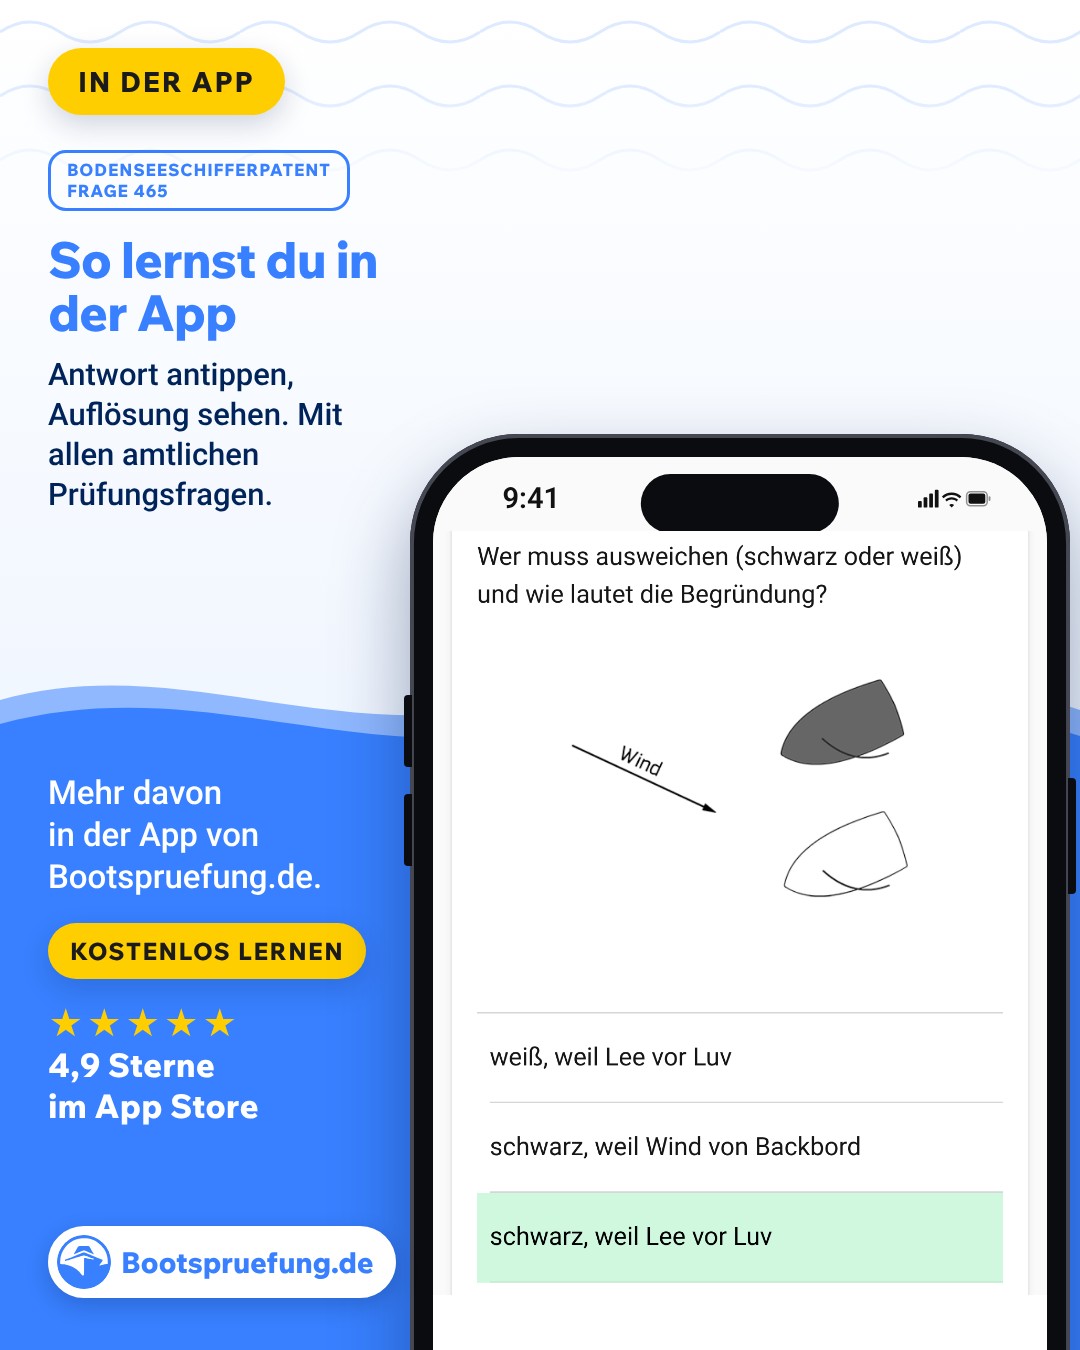 IN DER APP
BODENSEESCHIFFERPATENT
FRAGE 465
So lernst du in
der App
Antwort antippen,
Auflösung sehen. Mit
allen amtlichen
Prüfungsfragen.
9:41
Wer muss ausweichen (schwarz oder weiß)
und wie lautet die Begründung?
Wind
weiß, weil Lee vor Luv
schwarz, weil Wind von Backbord
schwarz, weil Lee vor Luv
Mehr davon
in der App von
Bootspruefung.de.
KOSTENLOS LERNEN
4,9 Sterne
im App Store
Bootspruefung.de